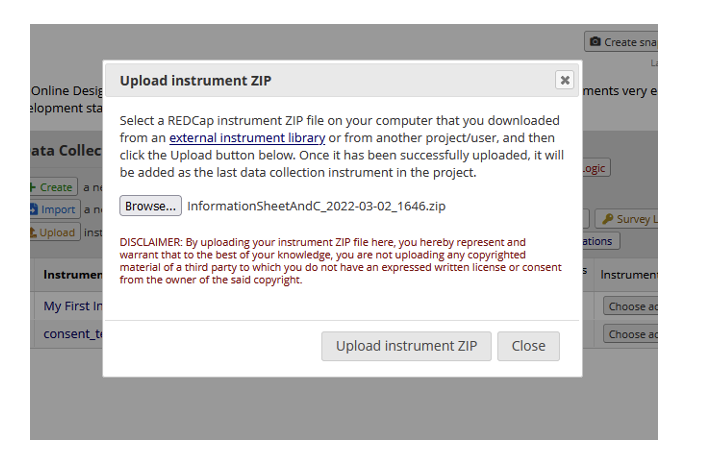 Create sna
Online Desig
ments very e
elopment sta
Upload instrument ZIP
Select a REDCap instrument ZIP file on your computer that you downloaded
from an external instrument library or from another project/user, and then
click the Upload button below. Once it has been successfully uploaded, it will
be added as the last data collection instrument in the project.
ata Collec
ogic
Create a ne
Browse... InformationSheetAndC_2022-03-02_1646.zip
Import a n
Survey L
Upload inst
ations
DISCLAIMER: By uploading your instrument ZIP file here, you hereby represent and
warrant that to the best of your knowledge, you are not uploading any copyrighted
material of a third party to which you do not have an expressed written license or consent
from the owner of the said copyright.
Instrumen
s Instrument
My First In
Choose ac
consent_te
Choose ac
Upload instrument ZIP Close